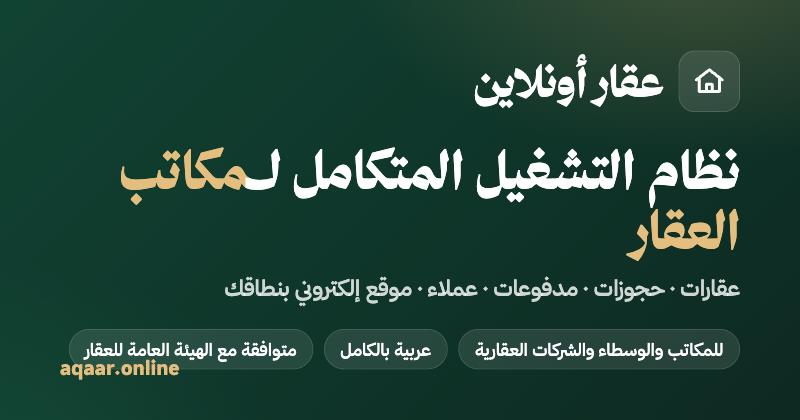 عقار أونلاين
نظام التشغيل المتكامل لـمكاتب
العقار
عقارات · حجوزات · مدفوعات · عملاء · موقع إلكتروني بنطاقك
للمكاتب والوسطاء والشركات العقارية
عربية بالكامل
متوافقة مع الهيئة العامة للعقار
aqaar.online